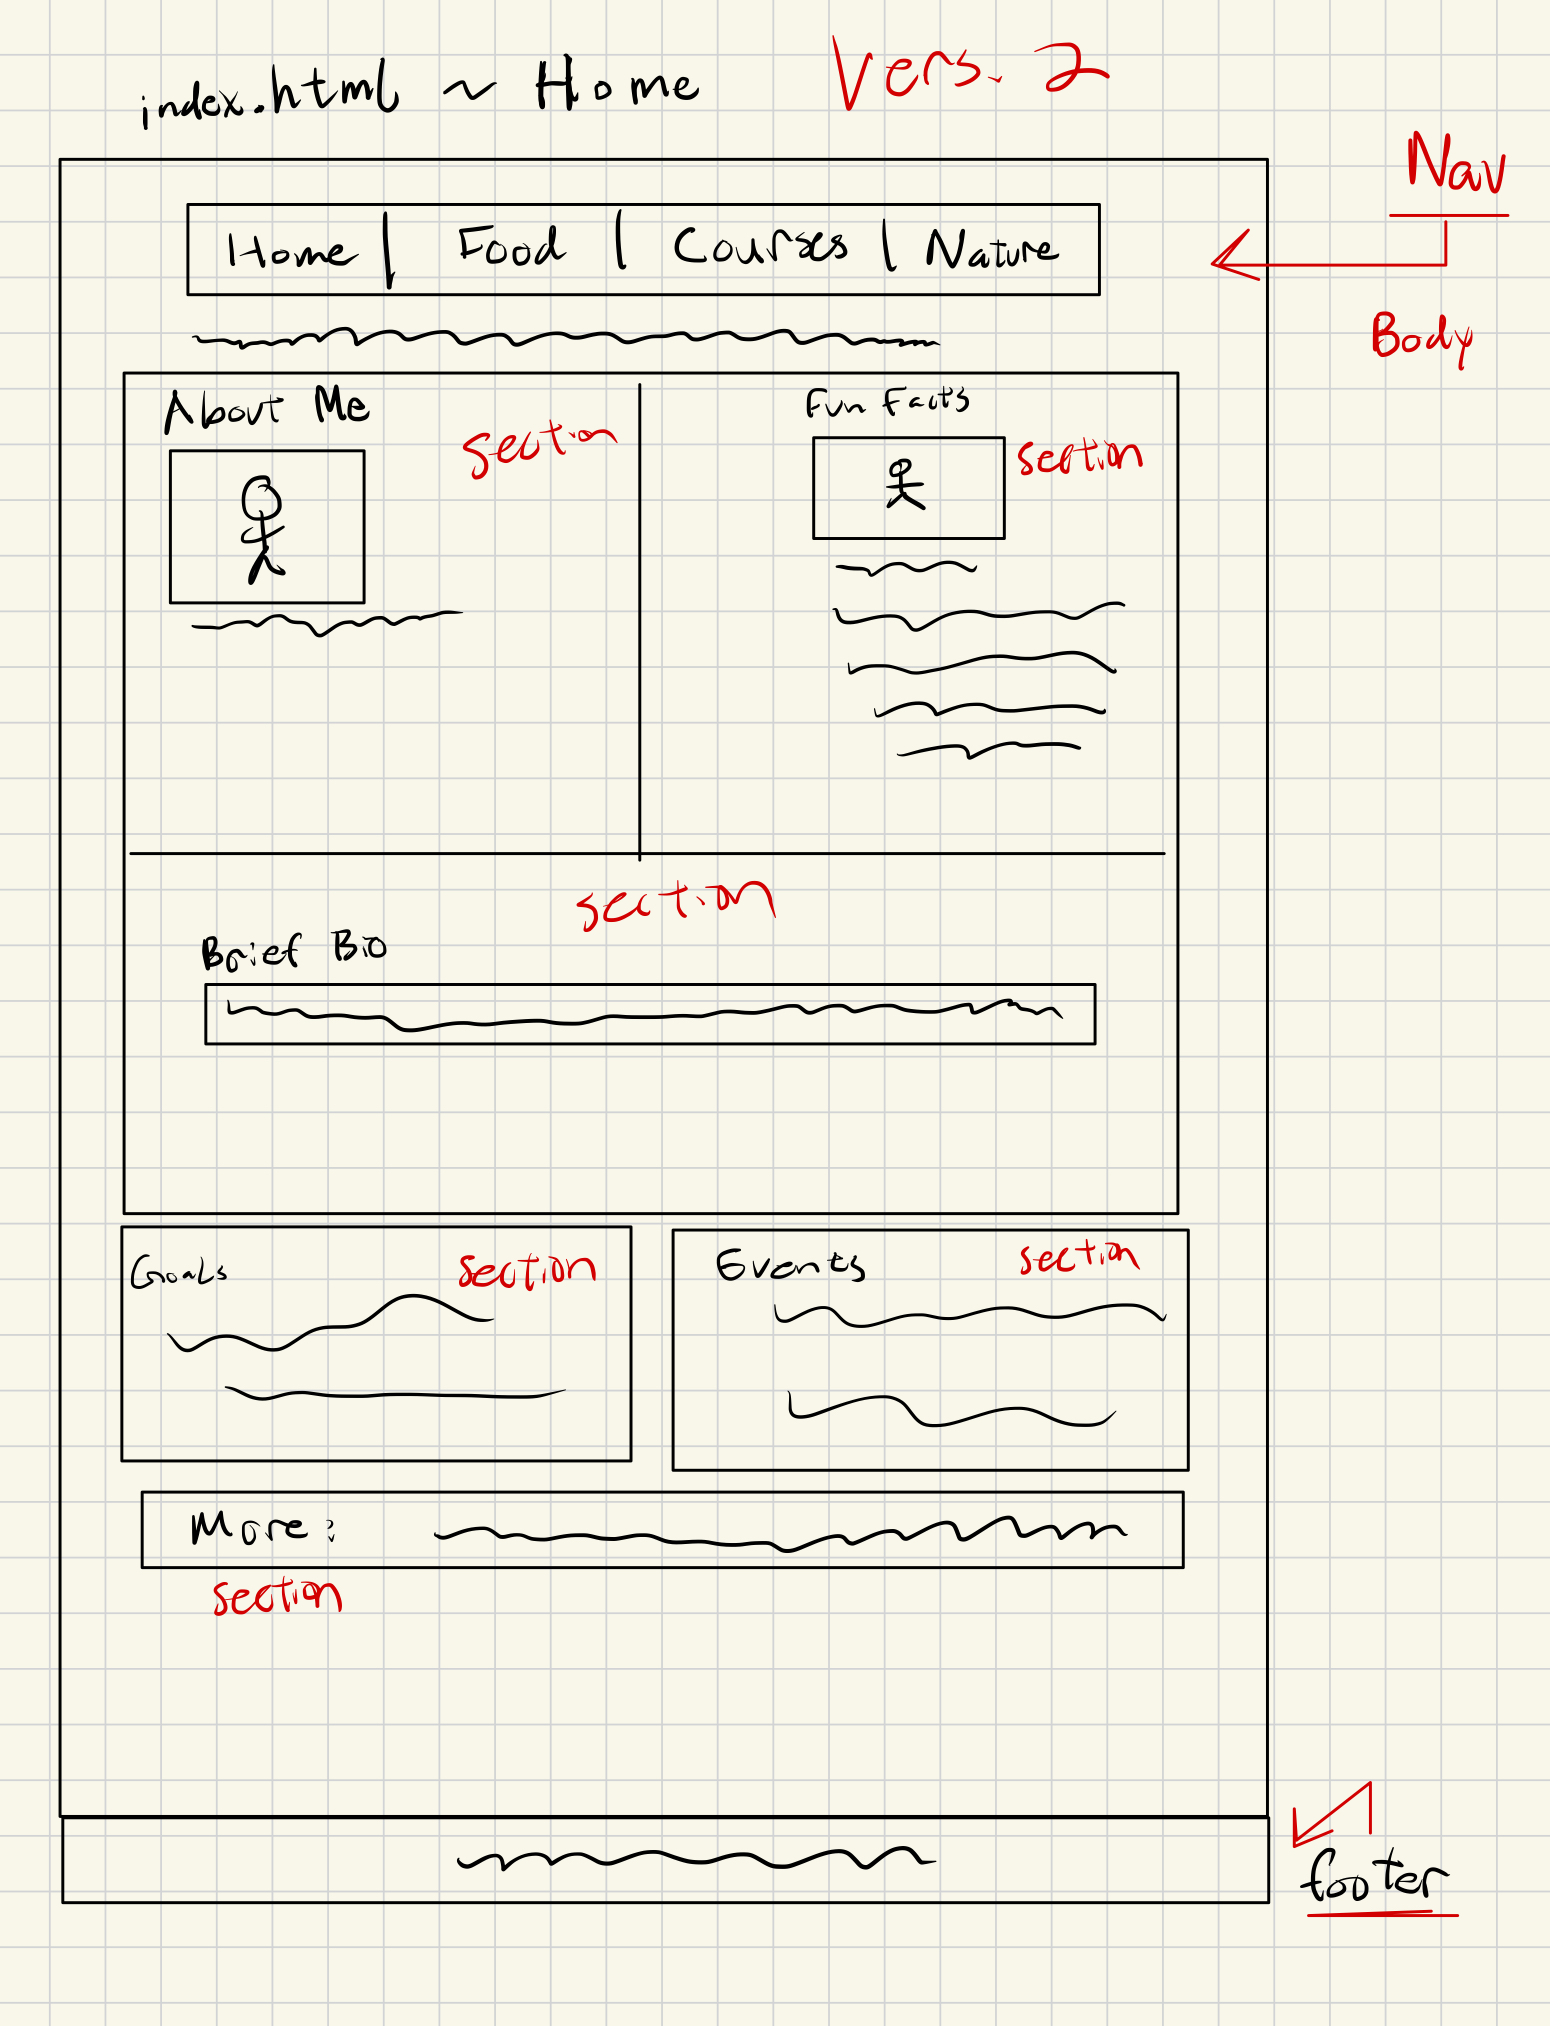 index.html ~ Home
Vers. 2
Nav
Home | Food | Courses | Nature
Body
About Me
section
Fun Facts
section
section
Brief Bio
Goals
section
Events
section
More:
section
footer